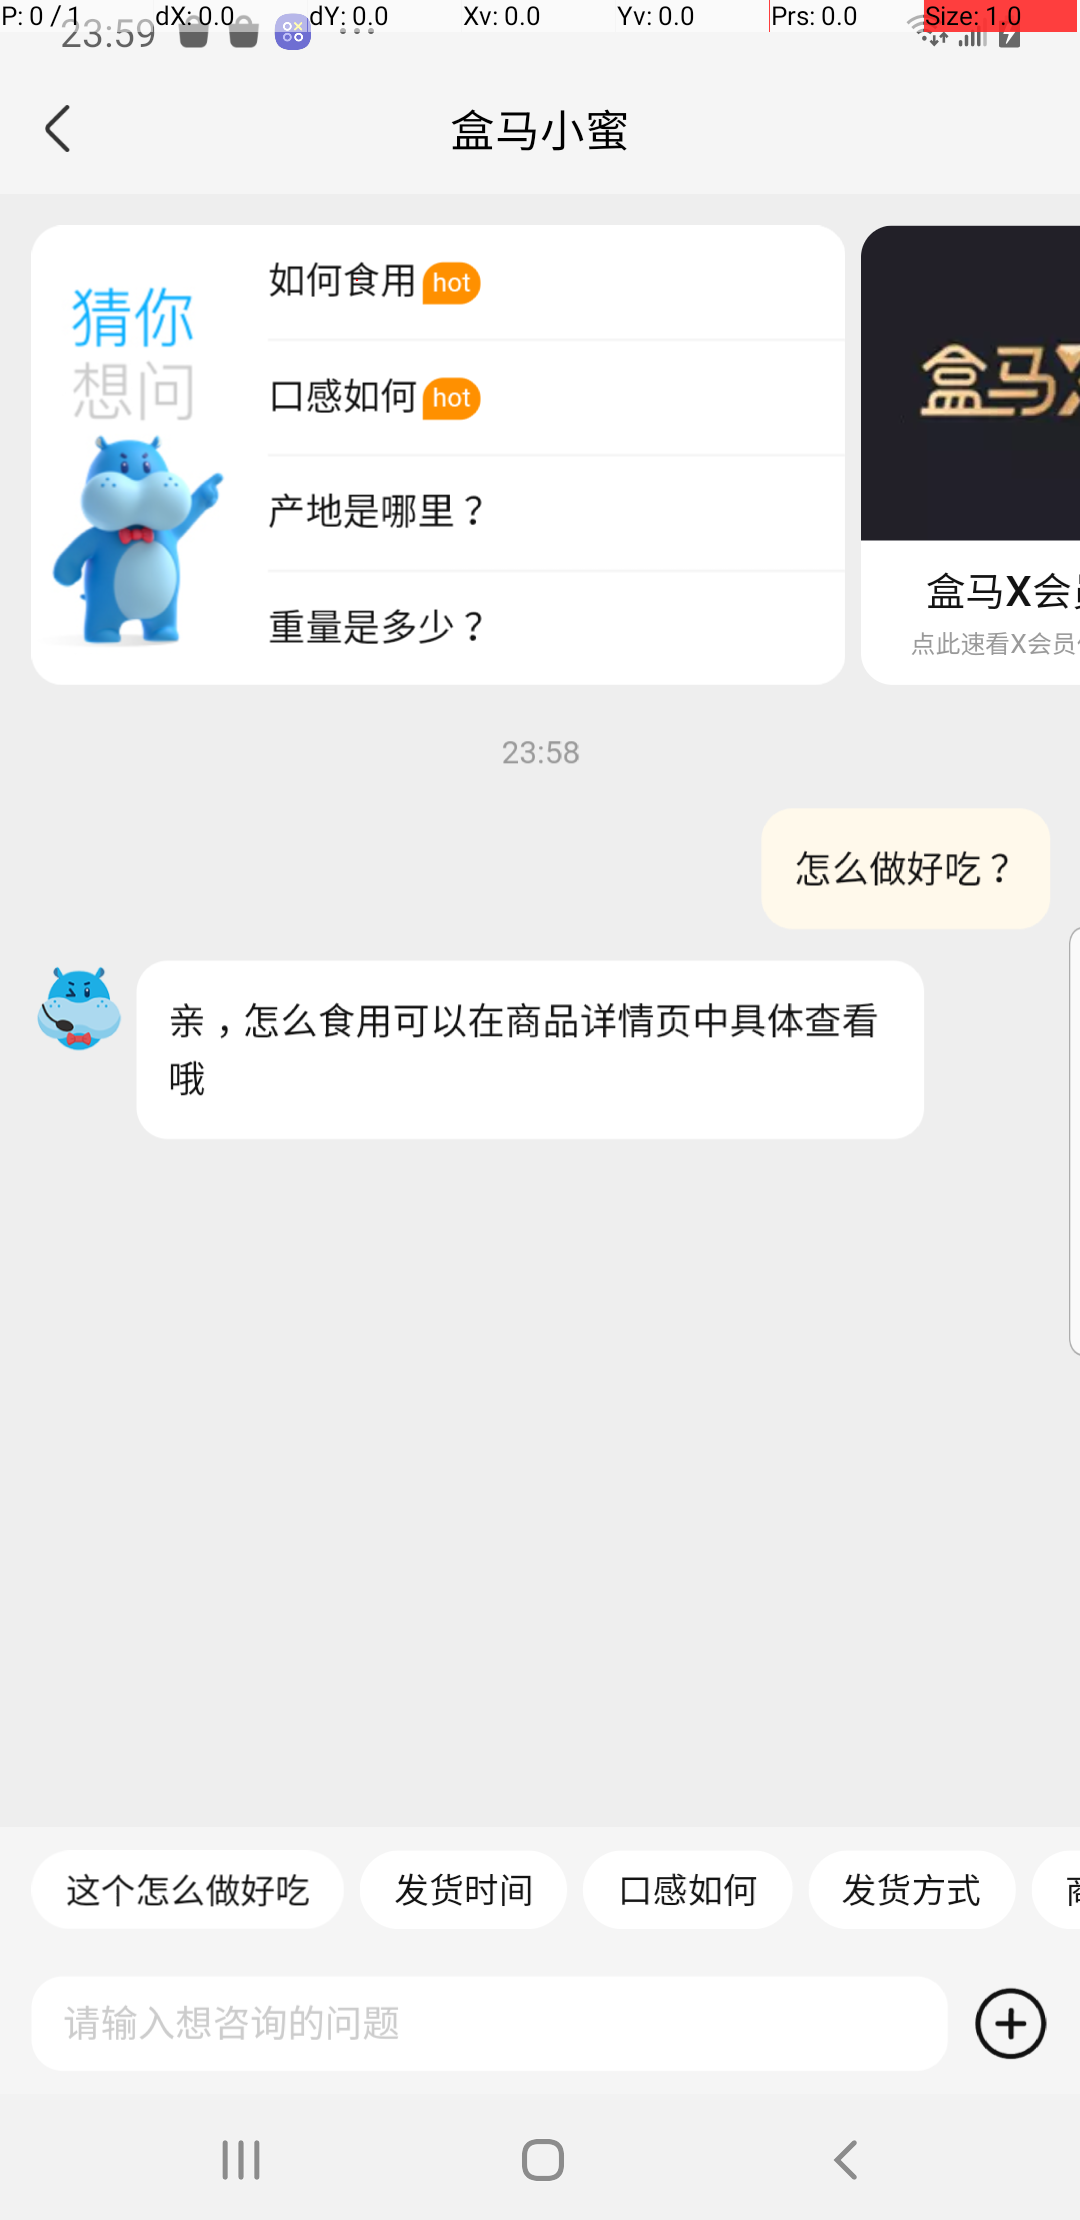 P: 0 / 1 dX: 0.0 dY: 0.0 Xv: 0.0 Yv: 0.0 Prs: 0.0 Size: 1.0
23:59
盒马小蜜
猜你
想问
如何食用 hot
口感如何 hot
产地是哪里？
重量是多少？
盒马X
盒马X会员
点此速看X会员
23:58
怎么做好吃？
亲，怎么食用可以在商品详情页中具体查看
哦
这个怎么做好吃 发货时间 口感如何 发货方式
请输入想咨询的问题